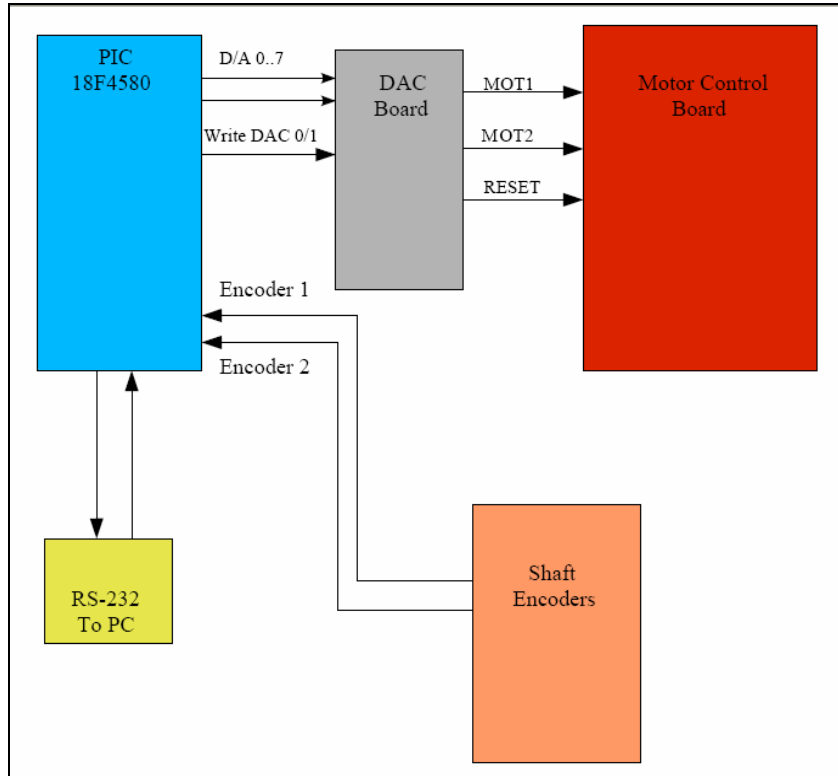 PIC
18F4580
D/A 0..7
Write DAC 0/1
DAC
Board
MOT1
MOT2
RESET
Motor Control
Board
Encoder 1
Encoder 2
RS-232
To PC
Shaft
Encoders